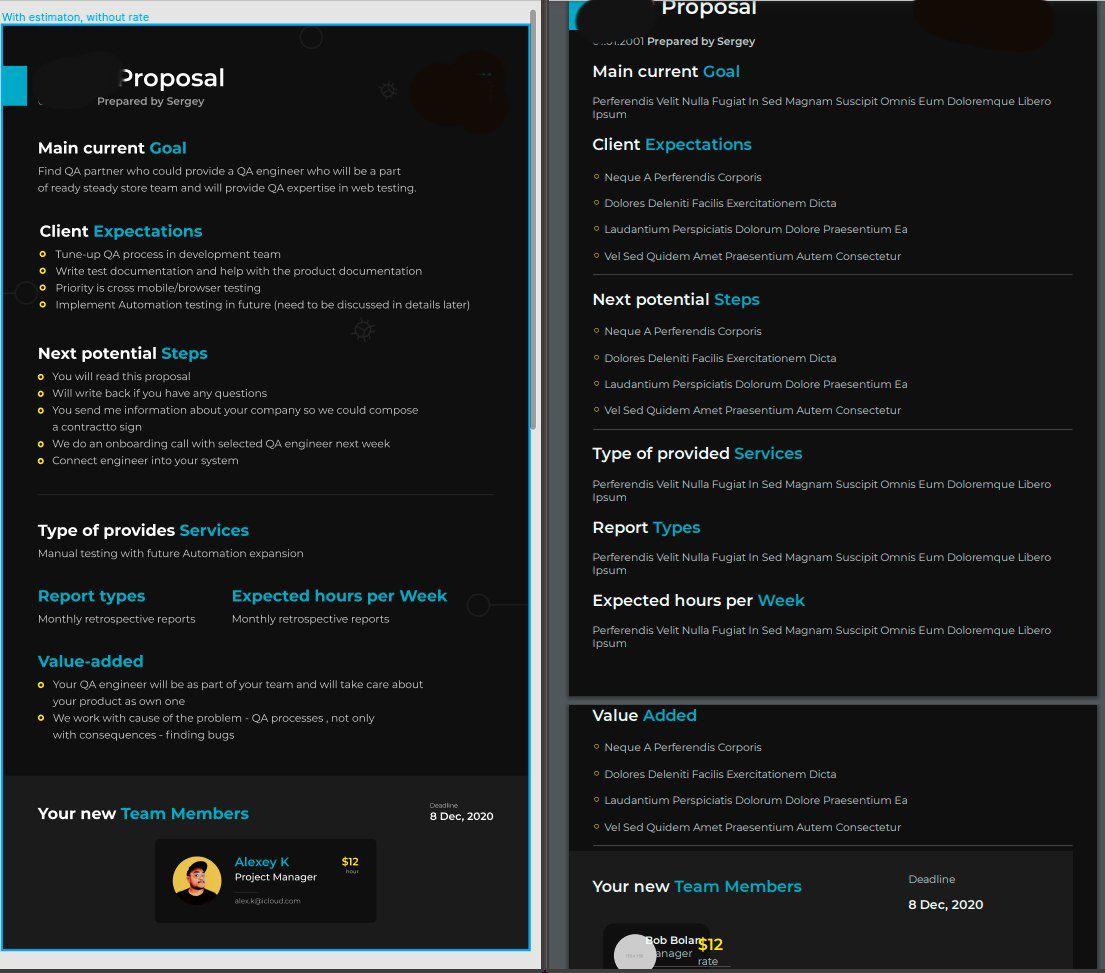 With estimaton, without rate
Proposal
Prepared by Sergey
Main current Goal
Find QA partner who could provide a QA engineer who will be a part
of ready steady store team and will provide QA expertise in web testing.
Client Expectations
Tune-up QA process in development team
Write test documentation and help with the product documentation
Priority is cross mobile/browser testing
Implement Automation testing in future (need to be discussed in details later)
Next potential Steps
You will read this proposal
Will write back if you have any questions
You send me information about your company so we could compose
a contractto sign
We do an onboarding call with selected QA engineer next week
Connect engineer into your system
Type of provides Services
Manual testing with future Automation expansion
Report types
Monthly retrospective reports
Expected hours per Week
Monthly retrospective reports
Value-added
Your QA engineer will be as part of your team and will take care about
your product as own one
We work with cause of the problem - QA processes , not only
with consequences - finding bugs
Your new Team Members
Deadline
8 Dec, 2020
Alexey K
Project Manager
$12
hour
alex.k@icloud.com
Proposal
.2001 Prepared by Sergey
Main current Goal
Perferendis Velit Nulla Fugiat In Sed Magnam Suscipit Omnis Eum Doloremque Libero
Ipsum
Client Expectations
Neque A Perferendis Corporis
Dolores Deleniti Facilis Exercitationem Dicta
Laudantium Perspiciatis Dolorum Dolore Praesentium Ea
Vel Sed Quidem Amet Praesentium Autem Consectetur
Next potential Steps
Neque A Perferendis Corporis
Dolores Deleniti Facilis Exercitationem Dicta
Laudantium Perspiciatis Dolorum Dolore Praesentium Ea
Vel Sed Quidem Amet Praesentium Autem Consectetur
Type of provided Services
Perferendis Velit Nulla Fugiat In Sed Magnam Suscipit Omnis Eum Doloremque Libero
Ipsum
Report Types
Perferendis Velit Nulla Fugiat In Sed Magnam Suscipit Omnis Eum Doloremque Libero
Ipsum
Expected hours per Week
Perferendis Velit Nulla Fugiat In Sed Magnam Suscipit Omnis Eum Doloremque Libero
Ipsum
Value Added
Neque A Perferendis Corporis
Dolores Deleniti Facilis Exercitationem Dicta
Laudantium Perspiciatis Dolorum Dolore Praesentium Ea
Vel Sed Quidem Amet Praesentium Autem Consectetur
Your new Team Members
Deadline
8 Dec, 2020
Bob Bolan
anager
$12
rate